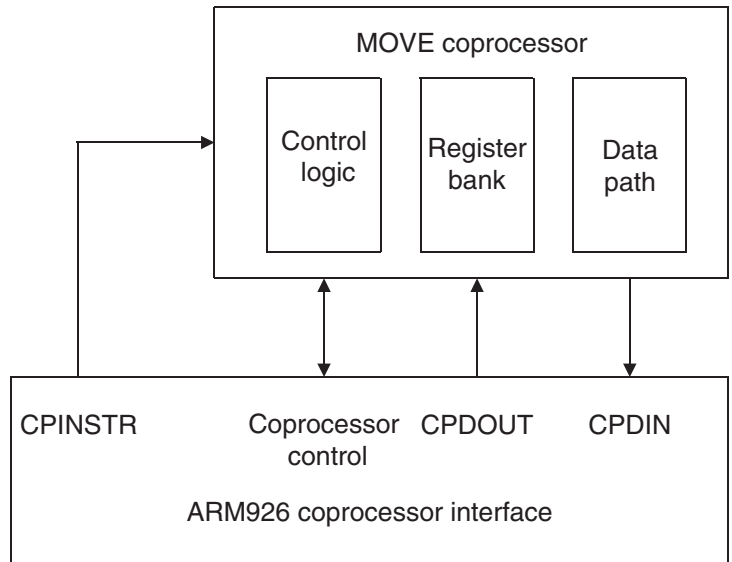 MOVE coprocessor
Control
logic
Register
bank
Data
path
CPINSTR
Coprocessor
control
CPDOUT
CPDIN
ARM926 coprocessor interface